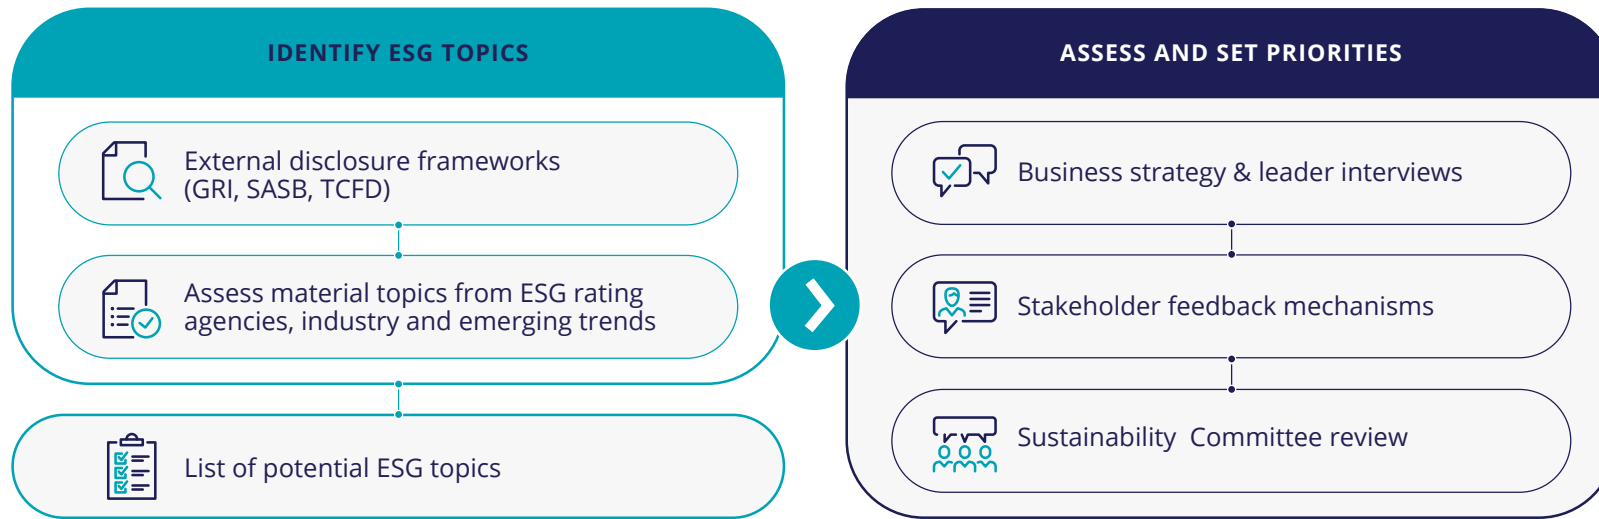 IDENTIFY ESG TOPICS
External disclosure frameworks
(GRI, SASB, TCFD)
Assess material topics from ESG rating
agencies, industry and emerging trends
List of potential ESG topics
ASSESS AND SET PRIORITIES
Business strategy & leader interviews
Stakeholder feedback mechanisms
Sustainability  Committee review